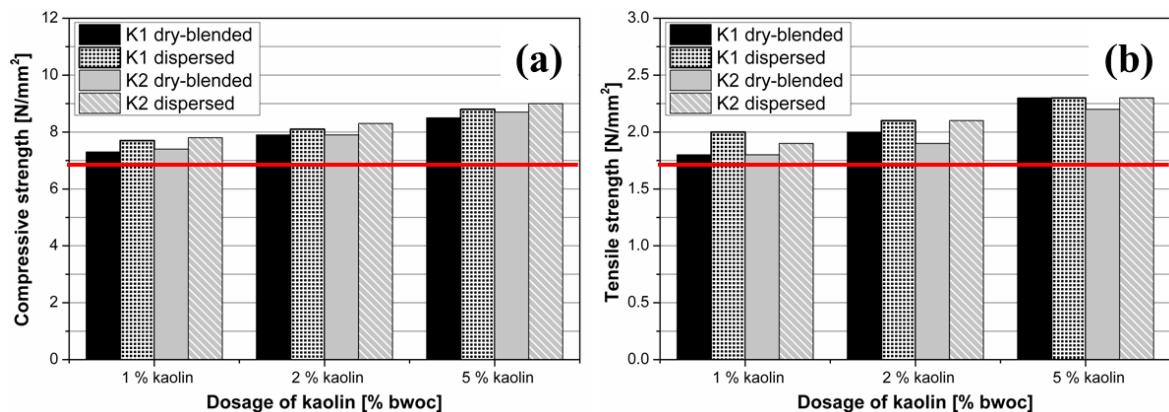 12
10
8
6
4
2
0
Compressive strength [N/mm²]
K1 dry-blended
K1 dispersed
K2 dry-blended
K2 dispersed
(a)
1 % kaolin
2 % kaolin
5 % kaolin
Dosage of kaolin [% bwoc]
3.0
2.5
2.0
1.5
1.0
0.5
0.0
Tensile strength [N/mm²]
K1 dry-blended
K1 dispersed
K2 dry-blended
K2 dispersed
(b)
1 % kaolin
2 % kaolin
5 % kaolin
Dosage of kaolin [% bwoc]